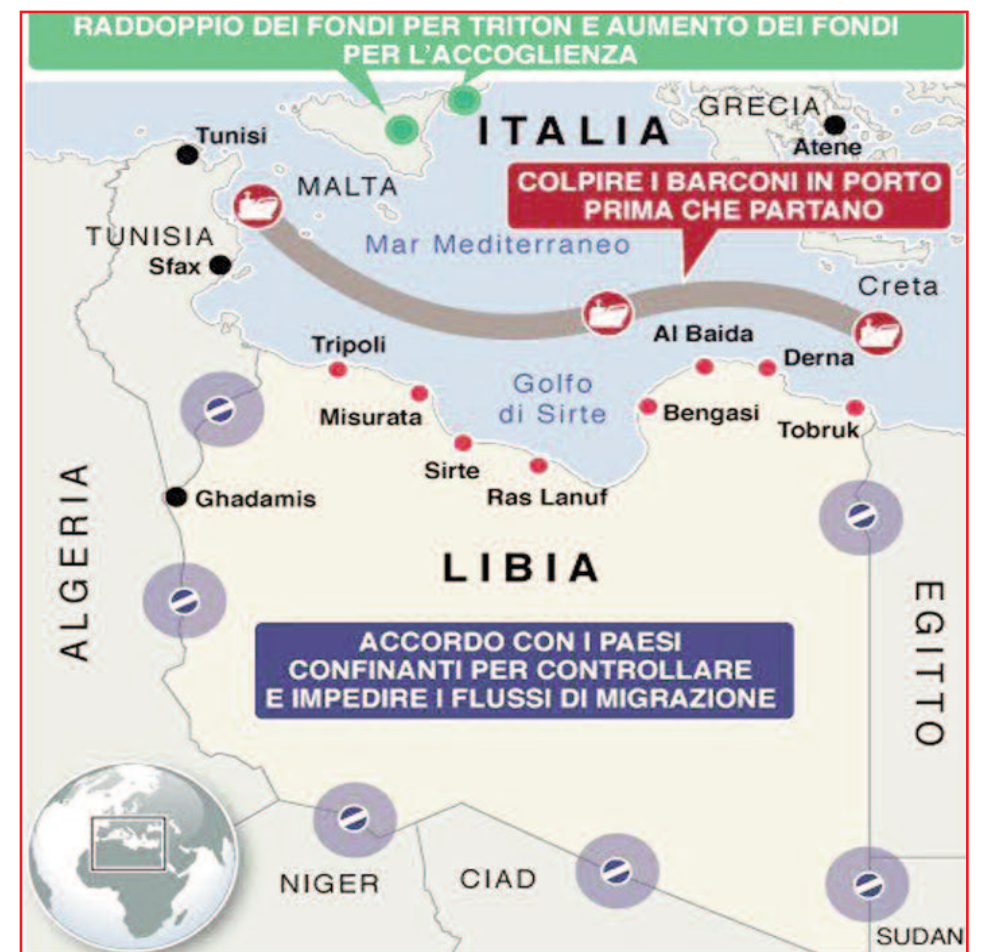 RADDOPPIO DEI FONDI PER TRITON E AUMENTO DEI FONDI
PER L'ACCOGLIENZA
GRECIA
ITALIA
Tunisi
Atene
MALTA
COLPIRE I BARCONI IN PORTO
PRIMA CHE PARTANO
TUNISIA
Mar Mediterraneo
Sfax
Creta
Tripoli
Al Baida
Derna
Golfo
di Sirte
Misurata
Bengasi
Tobruk
Sirte
Ras Lanuf
Ghadamis
ALGERIA
LIBIA
EGITTO
ACCORDO CON I PAESI
CONFINANTI PER CONTROLLARE
E IMPEDIRE I FLUSSI DI MIGRAZIONE
NIGER
CIAD
SUDAN